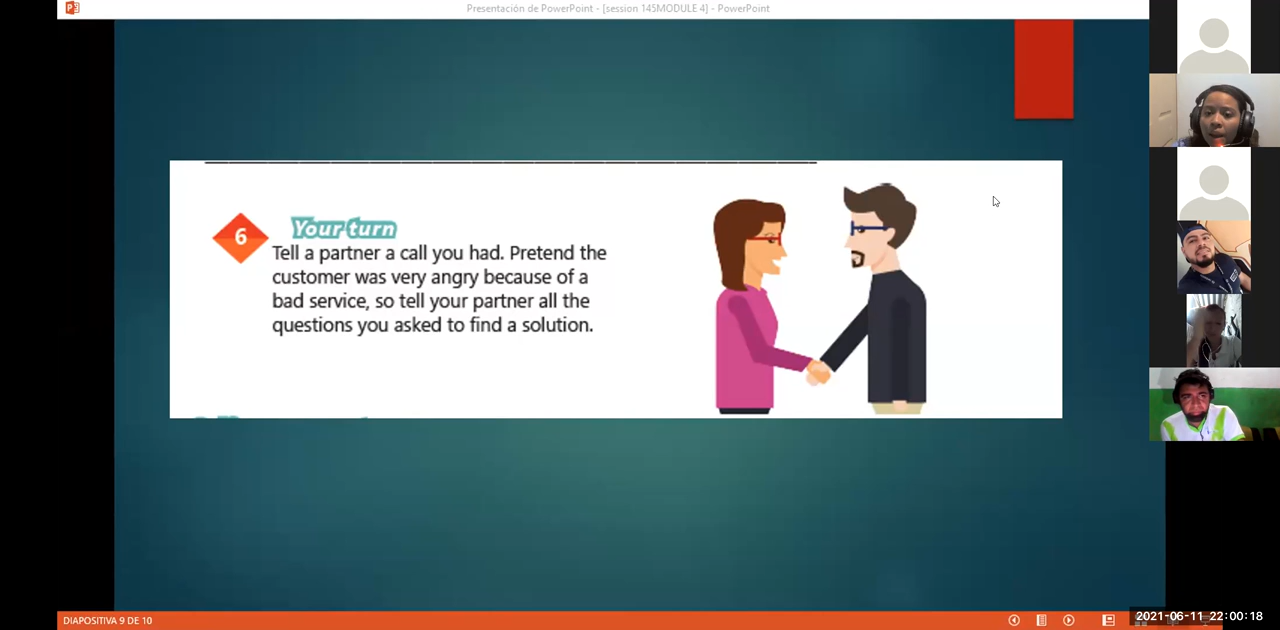 Presentación de PowerPoint - [session 145MODULE 4] - PowerPoint
6
Your turn
Tell a partner a call you had. Pretend the
customer was very angry because of a
bad service, so tell your partner all the
questions you asked to find a solution.
DIAPOSITIVA 9 DE 10
2021-06-11 22:00:18